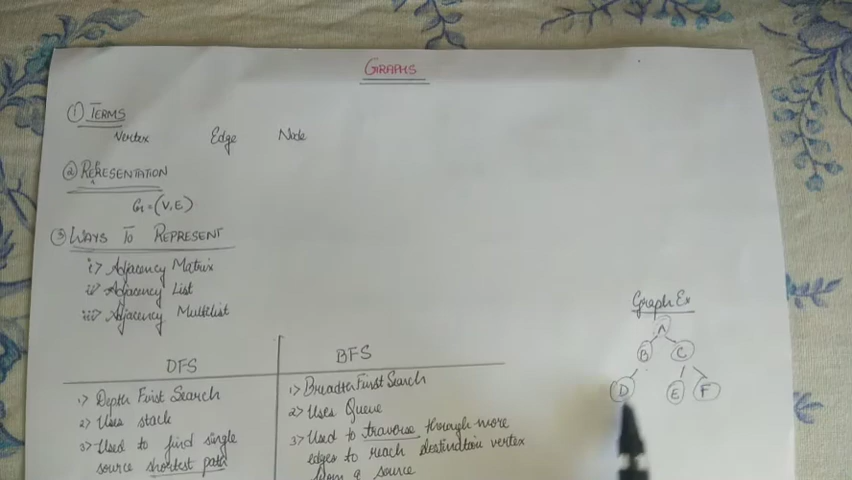 GRAPHS
① TERMS
Vertex Edge Node
② REPRESENTATION
G=(V,E)
③ WAYS TO REPRESENT
i> Adjacency Matrix
ii> Adjacency List
iii> Adjacency Multilist
DFS
1> Depth First Search
2> Uses stack
3> Used to find single
source shortest path
BFS
1> Breadth First Search
2> Uses Queue
3> Used to traverse through more
edges to reach destination vertex
from a source
Graph Ex
A
B C
D E F